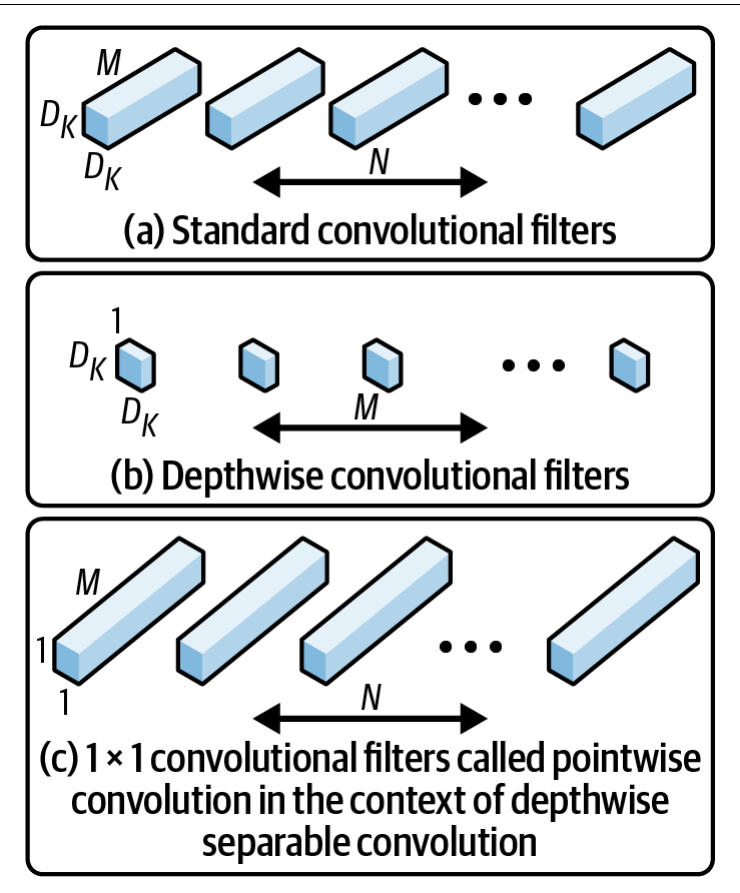 M
D_K
D_K
N
(a) Standard convolutional filters
1
D_K
D_K
M
(b) Depthwise convolutional filters
M
1
1
N
(c) 1 × 1 convolutional filters called pointwise
convolution in the context of depthwise
separable convolution